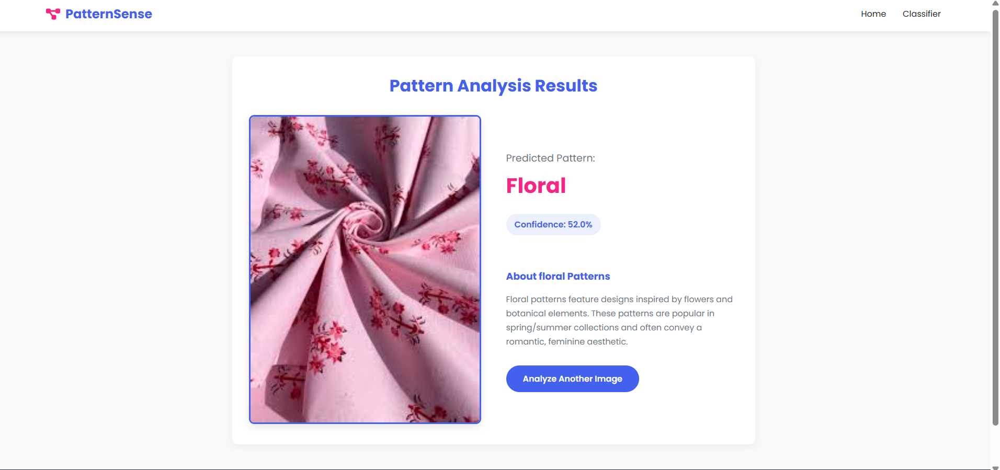 PatternSense
Home
Classifier
Pattern Analysis Results
Predicted Pattern:
Floral
Confidence: 52.0%
About floral Patterns
Floral patterns feature designs inspired by flowers and
botanical elements. These patterns are popular in
spring/summer collections and often convey a
romantic, feminine aesthetic.
Analyze Another Image